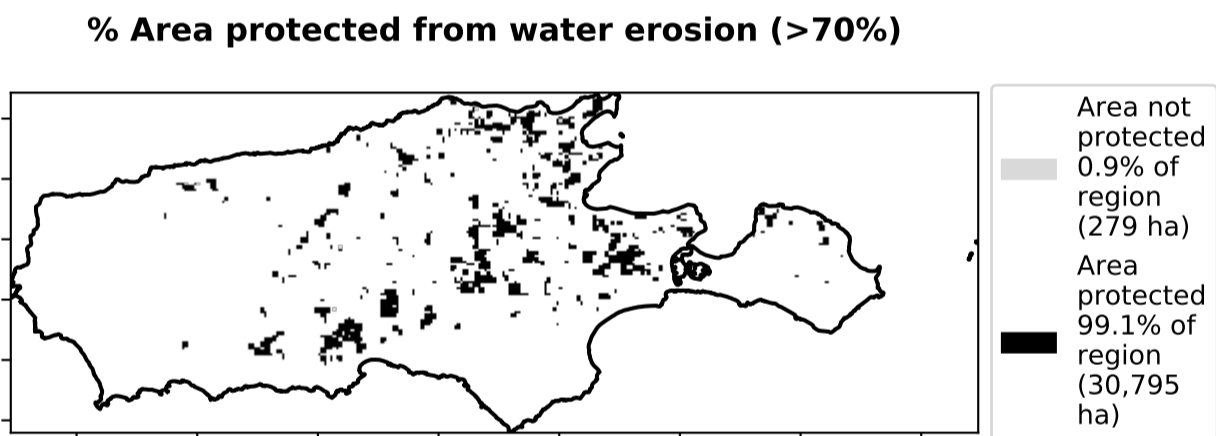 % Area protected from water erosion (>70%)
Area not
protected
0.9% of
region
(279 ha)
Area
protected
99.1% of
region
(30,795
ha)